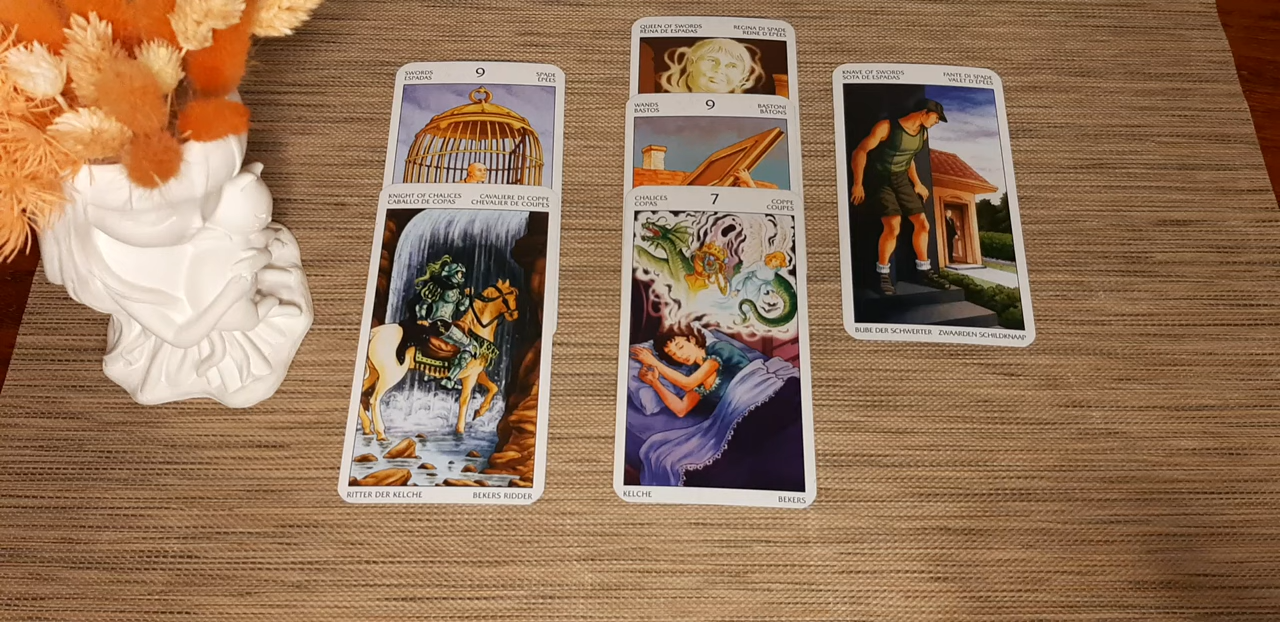 SWORDS
ESPADAS
9
SPADE
ÉPÉES
KNIGHT OF CHALICES
CABALLO DE COPAS
CAVALIERE DI COPPE
CHEVALIER DE COUPES
RITTER DER KELCHE
BEKERS RIDDER
QUEEN OF SWORDS
REINA DE ESPADAS
REGINA DI SPADE
REINE D'ÉPÉES
WANDS
BASTOS
9
BASTONI
BÂTONS
CHALICES
COPAS
7
COPPE
COUPES
KELCHE
BEKERS
KNAVE OF SWORDS
SOTA DE ESPADAS
FANTE DI SPADE
VALET D'ÉPÉES
BUBE DER SCHWERTER
ZWAARDEN SCHILDKNAAP